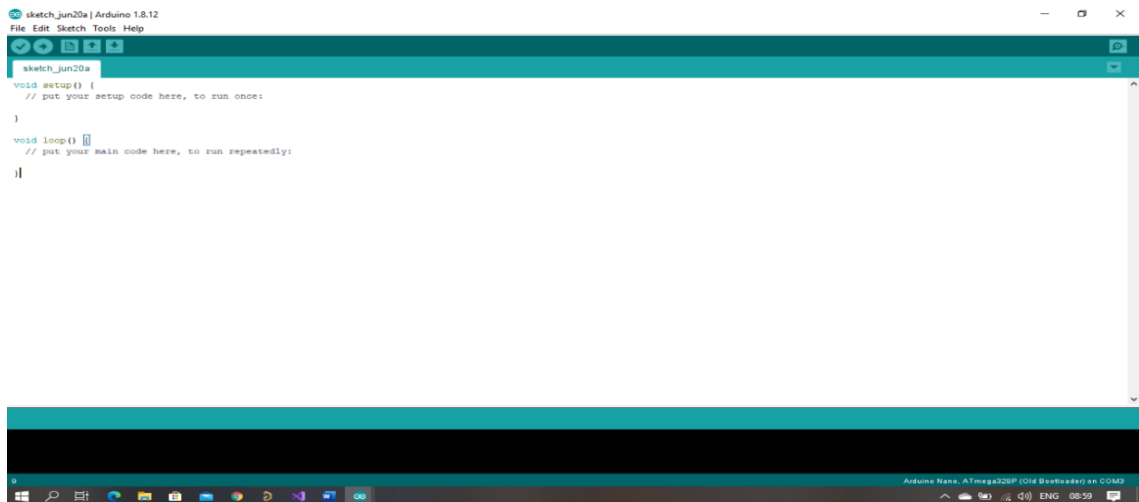 sketch_jun20a | Arduino 1.8.12
File Edit Sketch Tools Help
sketch_jun20a
void setup() {
// put your setup code here, to run once:
}
void loop() {
// put your main code here, to run repeatedly:
}
9
Arduino Nano, ATmega328P (Old Bootloader) on COM3
ENG 08:59